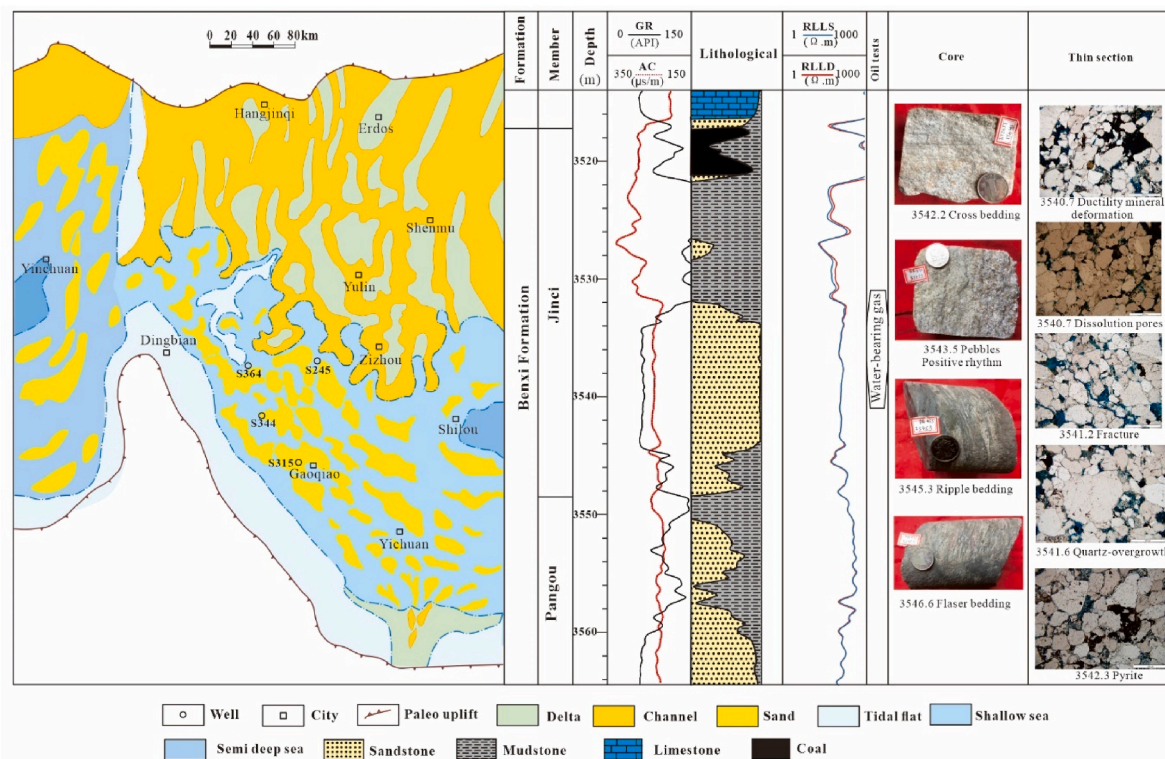 0 20 40 60 80km
Hangjinqi
Erdos
Shenmu
Yinchuan
Yulin
Dingbian
Zizhou
S364
S245
S344
Shilou
S315
Gaoqiao
Yichuan
Formation
Member
Depth
(m)
0 GR 150
(API)
350 AC 150
(μs/m)
Lithological
1 RLLS 1000
(Ω.m)
1 RLLD 1000
(Ω.m)
Oil tests
Core
Thin section
Benxi Formation
Jinci
Pangou
3520
3530
3540
3550
3560
Water-bearing gas
3542.2 Cross bedding
3543.5 Pebbles
Positive rhythm
3545.3 Ripple bedding
3546.6 Flaser bedding
3540.7 Ductility mineral
deformation
3540.7 Dissolution pores
3541.2 Fracture
3541.6 Quartz-overgrowth
3542.3 Pyrite
Well
City
Paleo uplift
Delta
Channel
Sand
Tidal flat
Shallow sea
Semi deep sea
Sandstone
Mudstone
Limestone
Coal